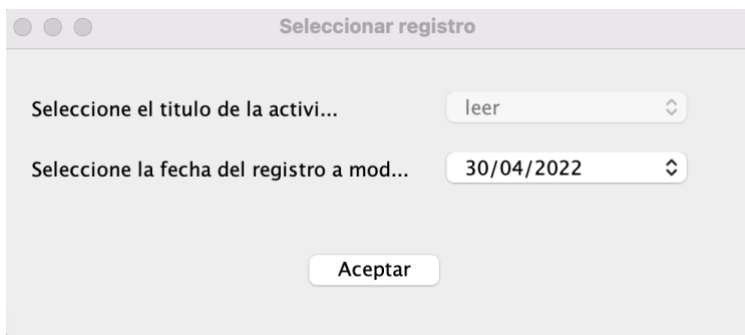 Seleccionar registro
Seleccione el titulo de la activi... leer
Seleccione la fecha del registro a mod... 30/04/2022
Aceptar